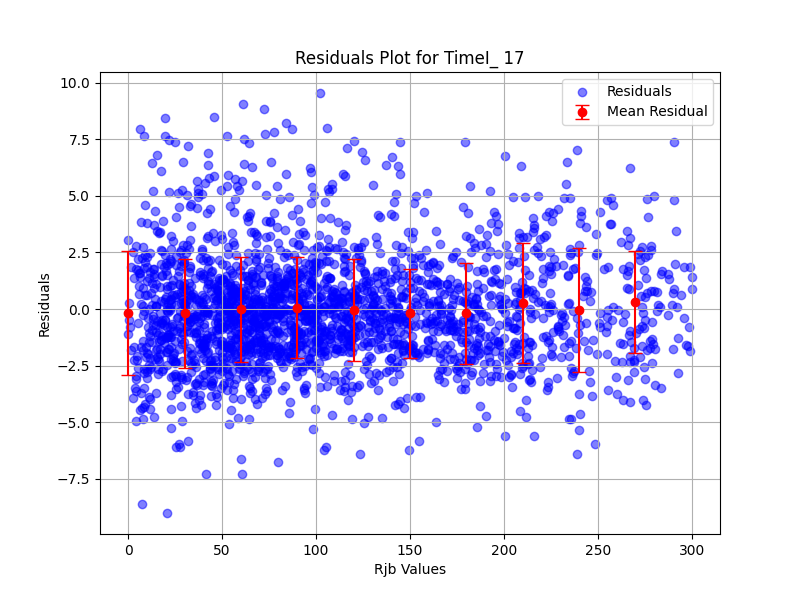 Residuals Plot for TimeI_ 17
Residuals
Mean Residual
10.0
7.5
5.0
2.5
0.0
−2.5
−5.0
−7.5
Residuals
0 50 100 150 200 250 300
Rjb Values